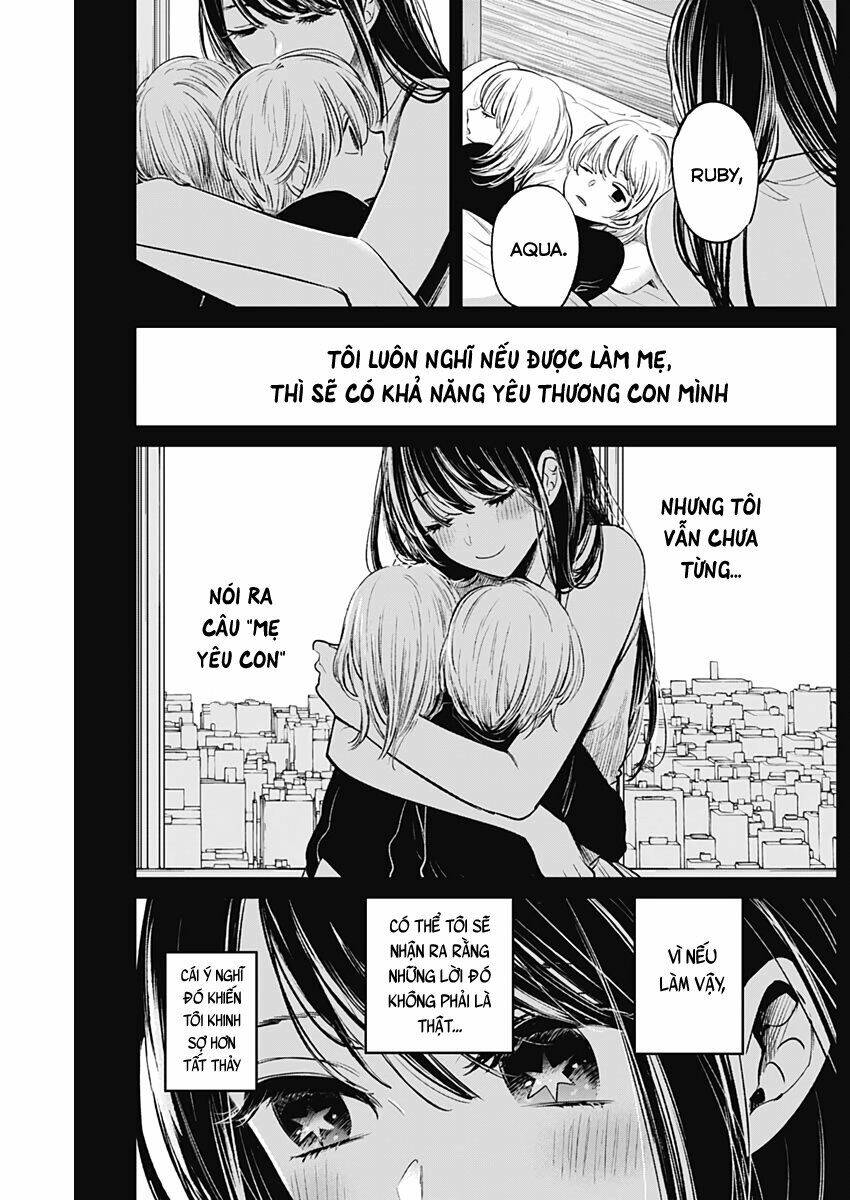 RUBY,
AQUA.
TÔI LUÔN NGHĨ NẾU ĐƯỢC LÀM MẸ,
THÌ SẼ CÓ KHẢ NĂNG YÊU THƯƠNG CON MÌNH
NHƯNG TÔI
VẪN CHƯA
TỪNG...
NÓI RA
CÂU "MẸ
YÊU CON"
VÌ NẾU
LÀM VẬY,
CÓ THỂ TÔI SẼ
NHẬN RA RẰNG
NHỮNG LỜI ĐÓ
KHÔNG PHẢI LÀ
THẬT...
CÁI Ý NGHĨ
ĐÓ KHIẾN
TÔI KHINH
SỢ HƠN
TẤT THẢY